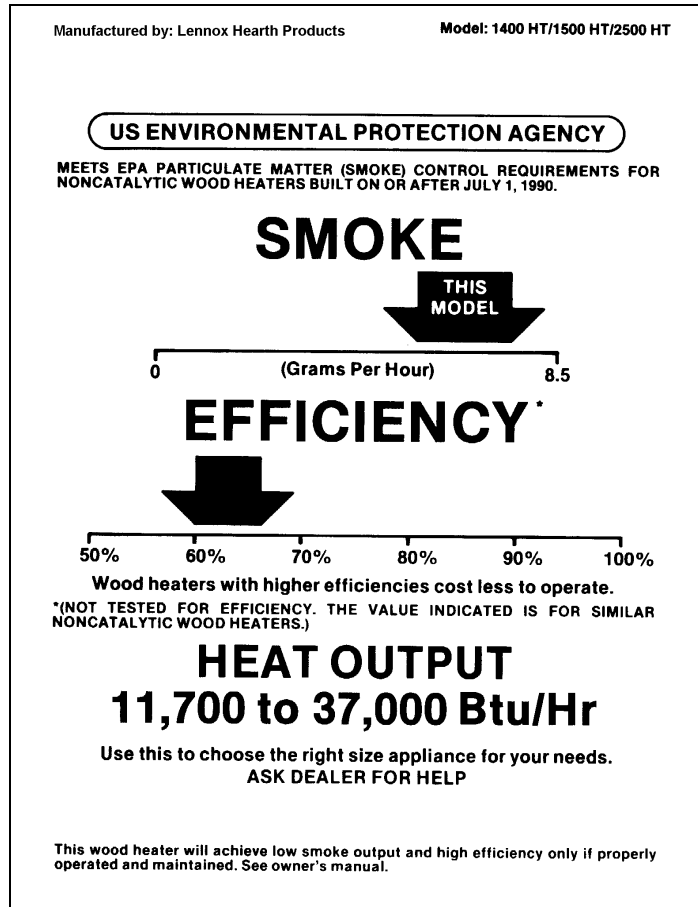 Manufactured by: Lennox Hearth Products Model: 1400 HT/1500 HT/2500 HT
US ENVIRONMENTAL PROTECTION AGENCY
MEETS EPA PARTICULATE MATTER (SMOKE) CONTROL REQUIREMENTS FOR
NONCATALYTIC WOOD HEATERS BUILT ON OR AFTER JULY 1, 1990.
SMOKE
THIS
MODEL
0 (Grams Per Hour) 8.5
EFFICIENCY*
50% 60% 70% 80% 90% 100%
Wood heaters with higher efficiencies cost less to operate.
*(NOT TESTED FOR EFFICIENCY. THE VALUE INDICATED IS FOR SIMILAR
NONCATALYTIC WOOD HEATERS.)
HEAT OUTPUT
11,700 to 37,000 Btu/Hr
Use this to choose the right size appliance for your needs.
ASK DEALER FOR HELP
This wood heater will achieve low smoke output and high efficiency only if properly
operated and maintained. See owner's manual.